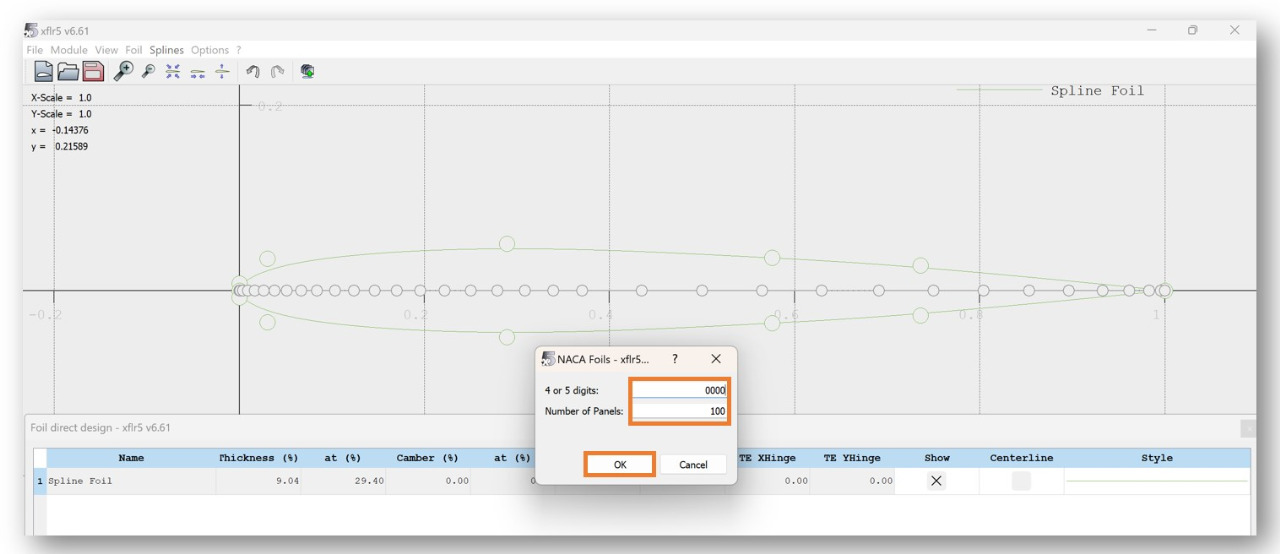 xflr5 v6.61
File Module View Foil Splines Options ?
X-Scale = 1.0
Y-Scale = 1.0
x = -0.14376
y = 0.21589
0.2
Spline Foil
-0.2
0.2
0.4
0.6
0.8
1
NACA Foils - xflr5... ?
4 or 5 digits: 0000
Number of Panels: 100
OK Cancel
Foil direct design - xflr5 v6.61
Name Thickness (%) at (%) Camber (%) at (%) TE XHinge TE YHinge Show Centerline Style
1 Spline Foil 9.04 29.40 0.00 0.00 0.00